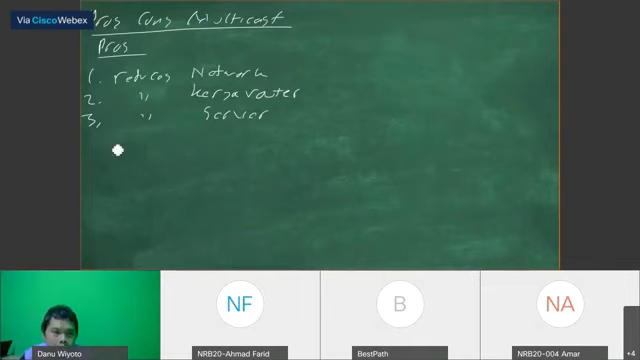 Via Cisco Webex
Pros Cons Multicast
Pros
1. reduces Network
2. " kerja router
3, " Server
NF
B
NA
Danu Wiyoto
NRB20-Ahmad Farid
BestPath
NRB20-004 Amar
+4